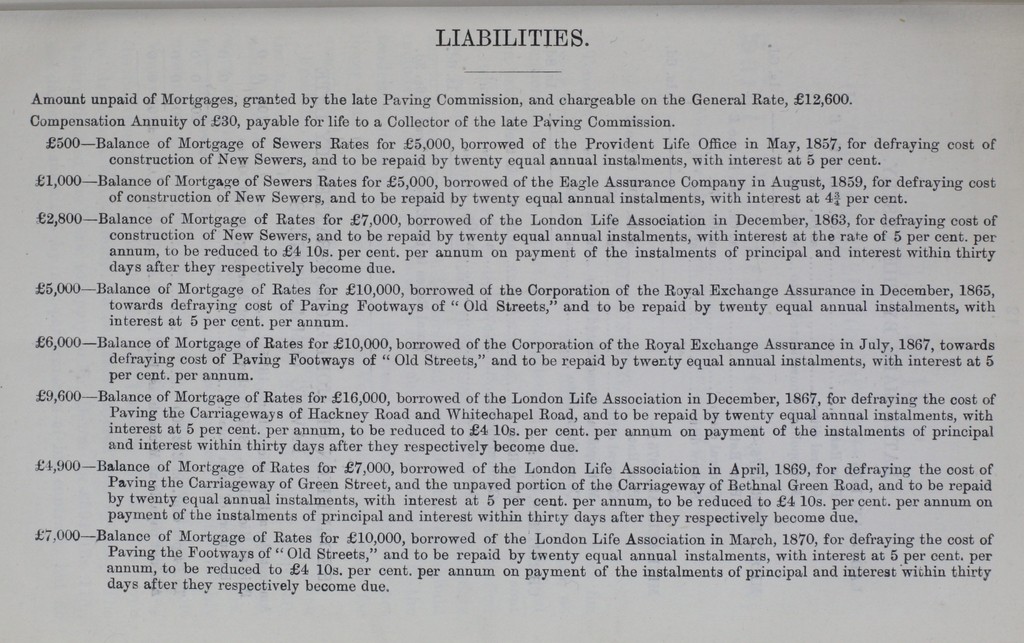 LIABILITIES.
Amount unpaid of Mortgages, granted by the late Paving Commission, and chargeable on the General Rate, £12,600.
Compensation Annuity of £30, payable for life to a Collector of the late Paving Commission.
£500—Balance of Mortgage of Sewers Rates for £5,000, borrowed of the Provident Life Office in May, 1857, for defraying cost of
construction of New Sewers, and to be repaid by twenty equal annual instalments, with interest at 5 per cent.
£1,000—Balance of Mortgage of Sewers Rates for £5,000, borrowed of the Eagle Assurance Company in August, 1859, for defraying cost
of construction of New Sewers, and to be repaid by twenty equal annual instalments, with interest at 4¾ per cent.
£2,800—Balance of Mortgage of Rates for £7,000, borrowed of the London Life Association in December, 1863, for defraying cost of
construction of New Sewers, and to be repaid by twenty equal annual instalments, with interest at the rate of 5 per cent. per
annum, to be reduced to £4 10s. per cent. per annum on payment of the instalments of principal and interest within thirty
days after they respectively become due.
£5,000—Balance of Mortgage of Rates for £10,000, borrowed of the Corporation of the Royal Exchange Assurance in December, 1865,
towards defraying cost of Paving Footways of " Old Streets," and to be repaid by twenty equal annual instalments, with
interest at 5 per cent. per annum.
£6,000—Balance of Mortgage of Rates for £10,000, borrowed of the Corporation of the Royal Exchange Assurance in July, 1867, towards
defraying cost of Paving Footways of " Old Streets," and to be repaid by twenty equal annual instalments, with interest at 5
per cent. per annum.
£9,600—Balance of Mortgage of Rates for £16,000, borrowed of the London Life Association in December, 1867, for defraying the cost of
Paving the Carriageways of Hackney Road and Whitechapel Road, and to be repaid by twenty equal annual instalments, with
interest at 5 per cent. per annum, to be reduced to £4 10s. per cent. per annum on payment of the instalments of principal
and interest within thirty days after they respectively become due.
£4,900—Balance of Mortgage of Rates for £7,000, borrowed of the London Life Association in April, 1869, for defraying the cost of
Paving the Carriageway of Green Street, and the unpaved portion of the Carriageway of Bethnal Green Road, and to be repaid
by twenty equal annual instalments, with interest at 5 per cent. per annum, to be reduced to £4 10s. per cent. per annum on
payment of the instalments of principal and interest within thirty days after they respectively become due.
£7,000—Balance of Mortgage of Rates for £10,000, borrowed of the London Life Association in March, 1870, for defraying the cost of
Paving the Footways of " Old Streets," and to be repaid by twenty equal annual instalments, with interest at 5 per cent. per
annum, to be reduced to £4 10s. per cent. per annum on payment of the instalments of principal and interest within thirty
days after they respectively become due.